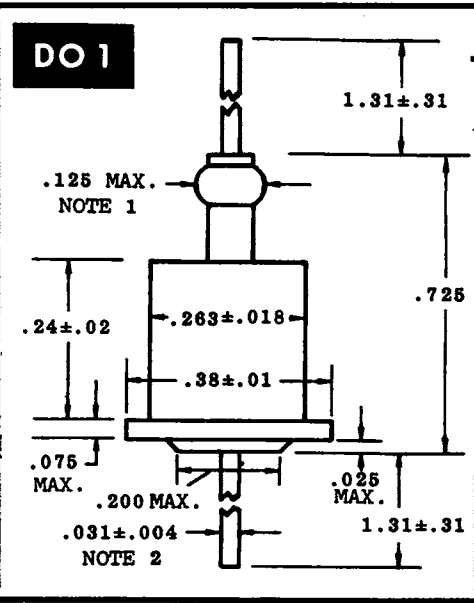 DO 1
1.31±.31
.125 MAX.
NOTE 1
.725
.24±.02
.263±.018
.38±.01
.075
MAX.
.200 MAX.
.025
MAX.
.031±.004
NOTE 2
1.31±.31